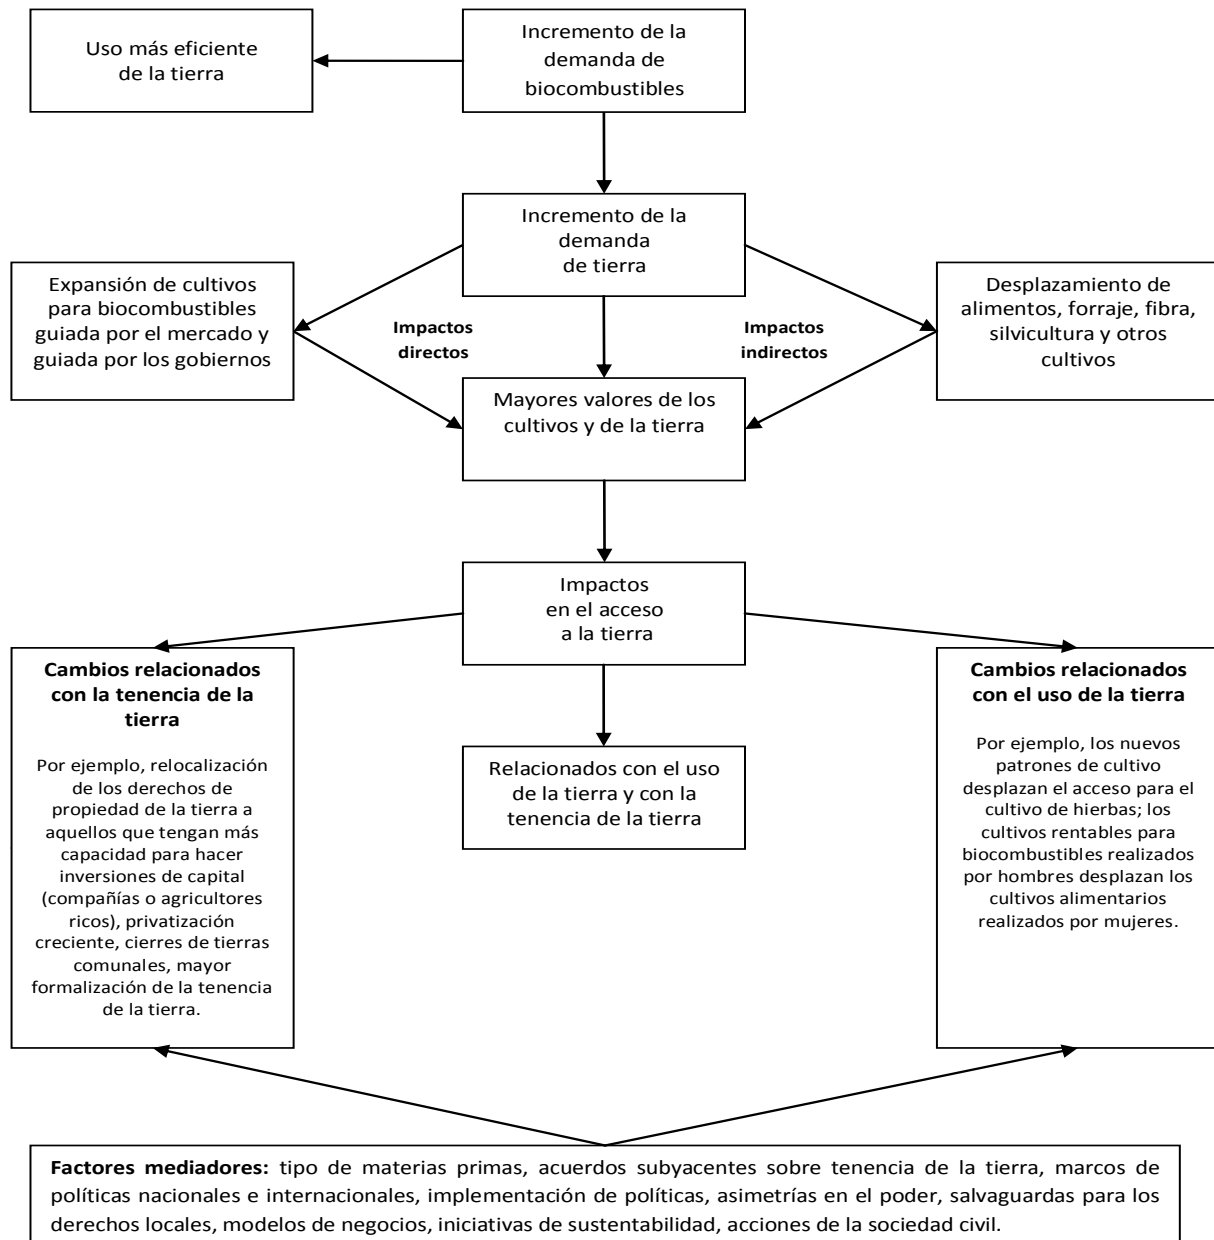 Uso más eficiente
de la tierra
Incremento de la
demanda de
biocombustibles
Incremento de la
demanda
de tierra
Expansión de cultivos
para biocombustibles
guiada por el mercado y
guiada por los gobiernos
Impactos
directos
Impactos
indirectos
Desplazamiento de
alimentos, forraje, fibra,
silvicultura y otros
cultivos
Mayores valores de los
cultivos y de la tierra
Impactos
en el acceso
a la tierra
Cambios relacionados
con la tenencia de la
tierra
Por ejemplo, relocalización
de los derechos de
propiedad de la tierra a
aquellos que tengan más
capacidad para hacer
inversiones de capital
(compañías o agricultores
ricos), privatización
creciente, cierres de tierras
comunales, mayor
formalización de la tenencia
de la tierra.
Relacionados con el uso
de la tierra y con la
tenencia de la tierra
Cambios relacionados
con el uso de la tierra
Por ejemplo, los nuevos
patrones de cultivo
desplazan el acceso para el
cultivo de hierbas; los
cultivos rentables para
biocombustibles realizados
por hombres desplazan los
cultivos alimentarios
realizados por mujeres.
Factores mediadores: tipo de materias primas, acuerdos subyacentes sobre tenencia de la tierra, marcos de
políticas nacionales e internacionales, implementación de políticas, asimetrías en el poder, salvaguardas para los
derechos locales, modelos de negocios, iniciativas de sustentabilidad, acciones de la sociedad civil.